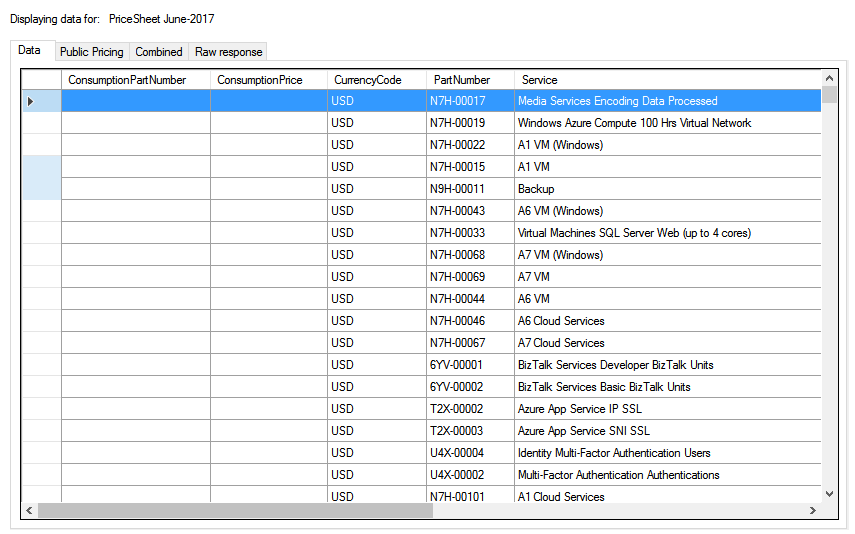 Displaying data for: PriceSheet June-2017
Data Public Pricing Combined Raw response
ConsumptionPartNumber ConsumptionPrice CurrencyCode PartNumber Service
USD N7H-00017 Media Services Encoding Data Processed
USD N7H-00019 Windows Azure Compute 100 Hrs Virtual Network
USD N7H-00022 A1 VM (Windows)
USD N7H-00015 A1 VM
USD N9H-00011 Backup
USD N7H-00043 A6 VM (Windows)
USD N7H-00033 Virtual Machines SQL Server Web (up to 4 cores)
USD N7H-00068 A7 VM (Windows)
USD N7H-00069 A7 VM
USD N7H-00044 A6 VM
USD N7H-00046 A6 Cloud Services
USD N7H-00067 A7 Cloud Services
USD 6YV-00001 BizTalk Services Developer BizTalk Units
USD 6YV-00002 BizTalk Services Basic BizTalk Units
USD T2X-00002 Azure App Service IP SSL
USD T2X-00003 Azure App Service SNI SSL
USD U4X-00004 Identity Multi-Factor Authentication Users
USD U4X-00002 Multi-Factor Authentication Authentications
USD N7H-00101 A1 Cloud Services